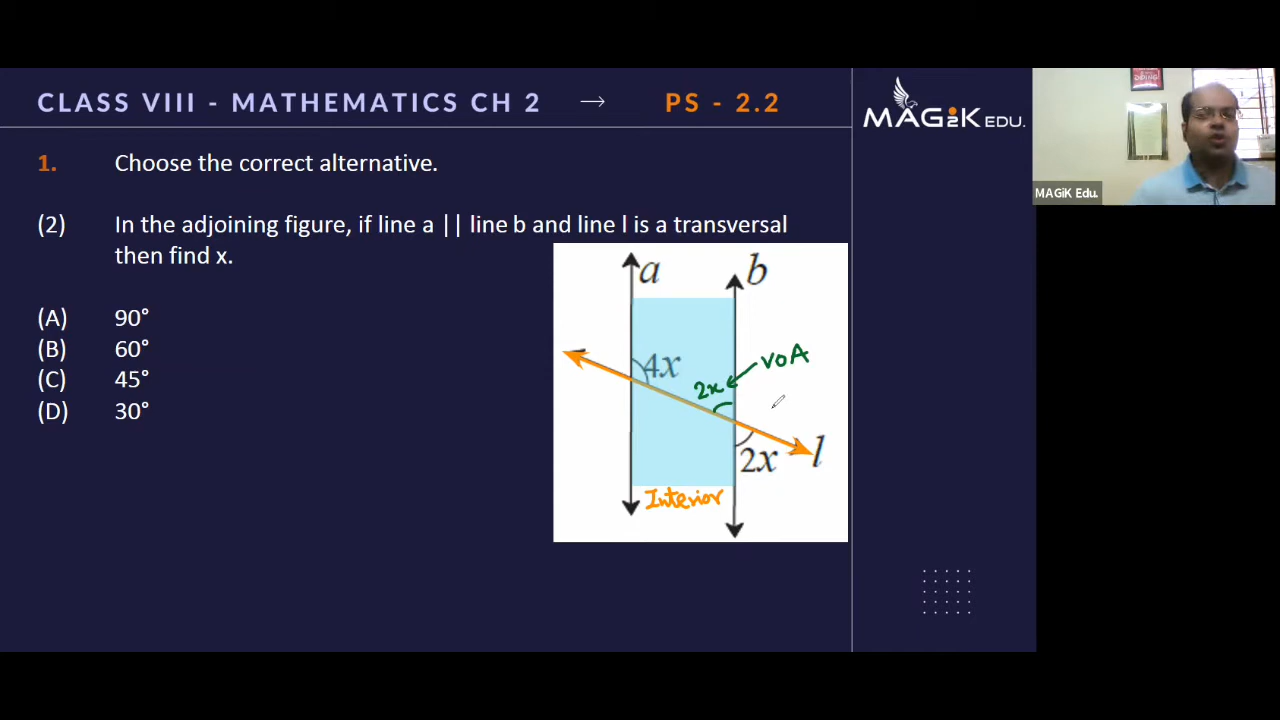 CLASS VIII - MATHEMATICS CH 2 → PS - 2.2
MAGiK EDU.
MAGiK Edu.
1. Choose the correct alternative.
(2) In the adjoining figure, if line a || line b and line l is a transversal
then find x.
(A) 90°
(B) 60°
(C) 45°
(D) 30°
a
b
4x
2x
VOA
2x
l
Interior